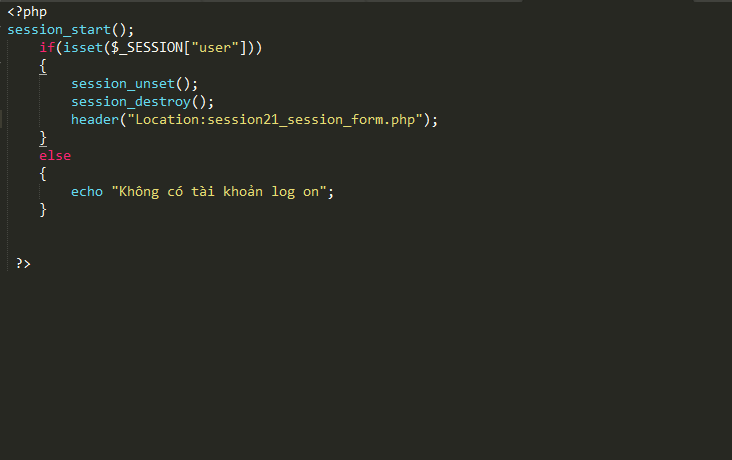 <?php
session_start();
if(isset($_SESSION["user"]))
{
session_unset();
session_destroy();
header("Location:session21_session_form.php");
}
else
{
echo "Không có tài khoản log on";
}
?>